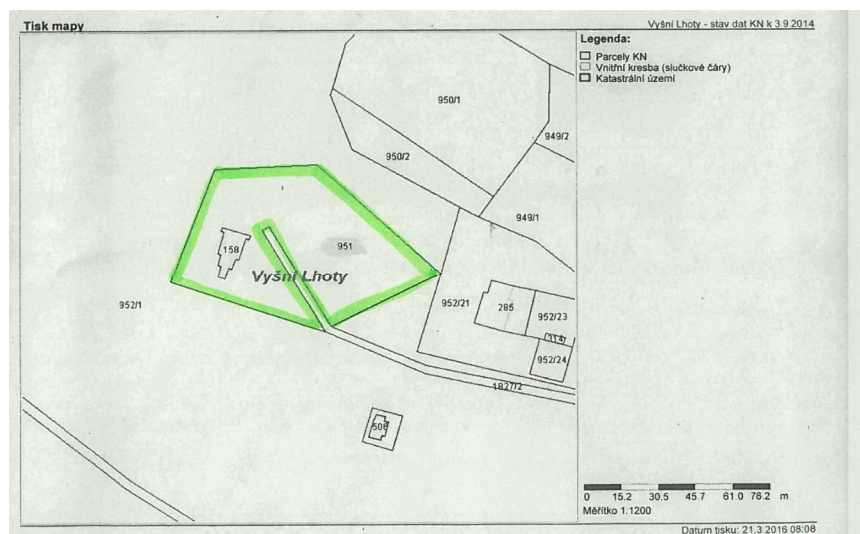 Tisk mapy
Vyšní Lhoty - stav dat KN k 3.9.2014
Legenda:
Parcely KN
Vnitřní kresba (slučkové čáry)
Katastrální území
950/1
949/2
950/2
949/1
158
951
Vyšní Lhoty
952/1
952/21
285
952/23
314
952/24
1827/2
506
0 15.2 30.5 45.7 61.0 76.2 m
Měřítko 1:1200
Datum tisku: 21.3.2016 08:08